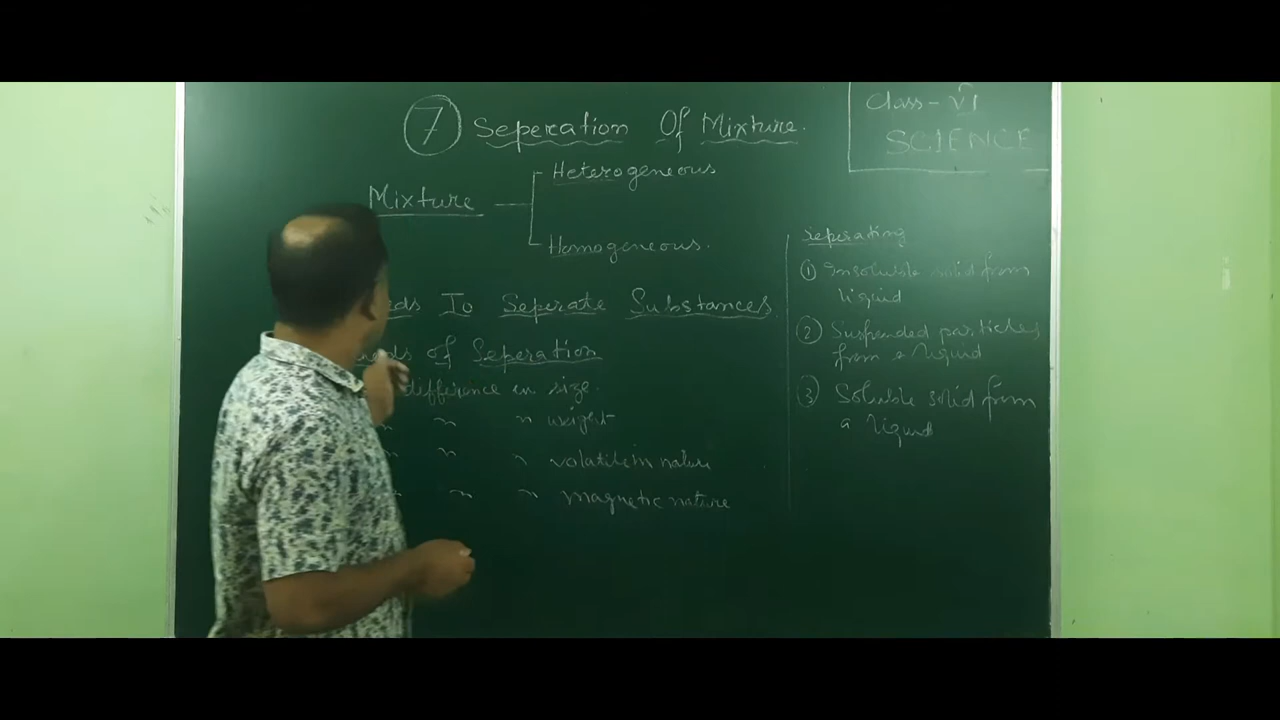 7 Seperation Of Mixture.
Class - VI
SCIENCE
Mixture
Heterogeneous
Homogeneous.
To Seperate Substances.
of Seperation
difference in size.
" " weight
" " volatile in nature
" " " magnetic nature
Seperating
① Insoluble solid from
liquid
② Suspended particles
from a liquid
③ Soluble solid from
a liquid